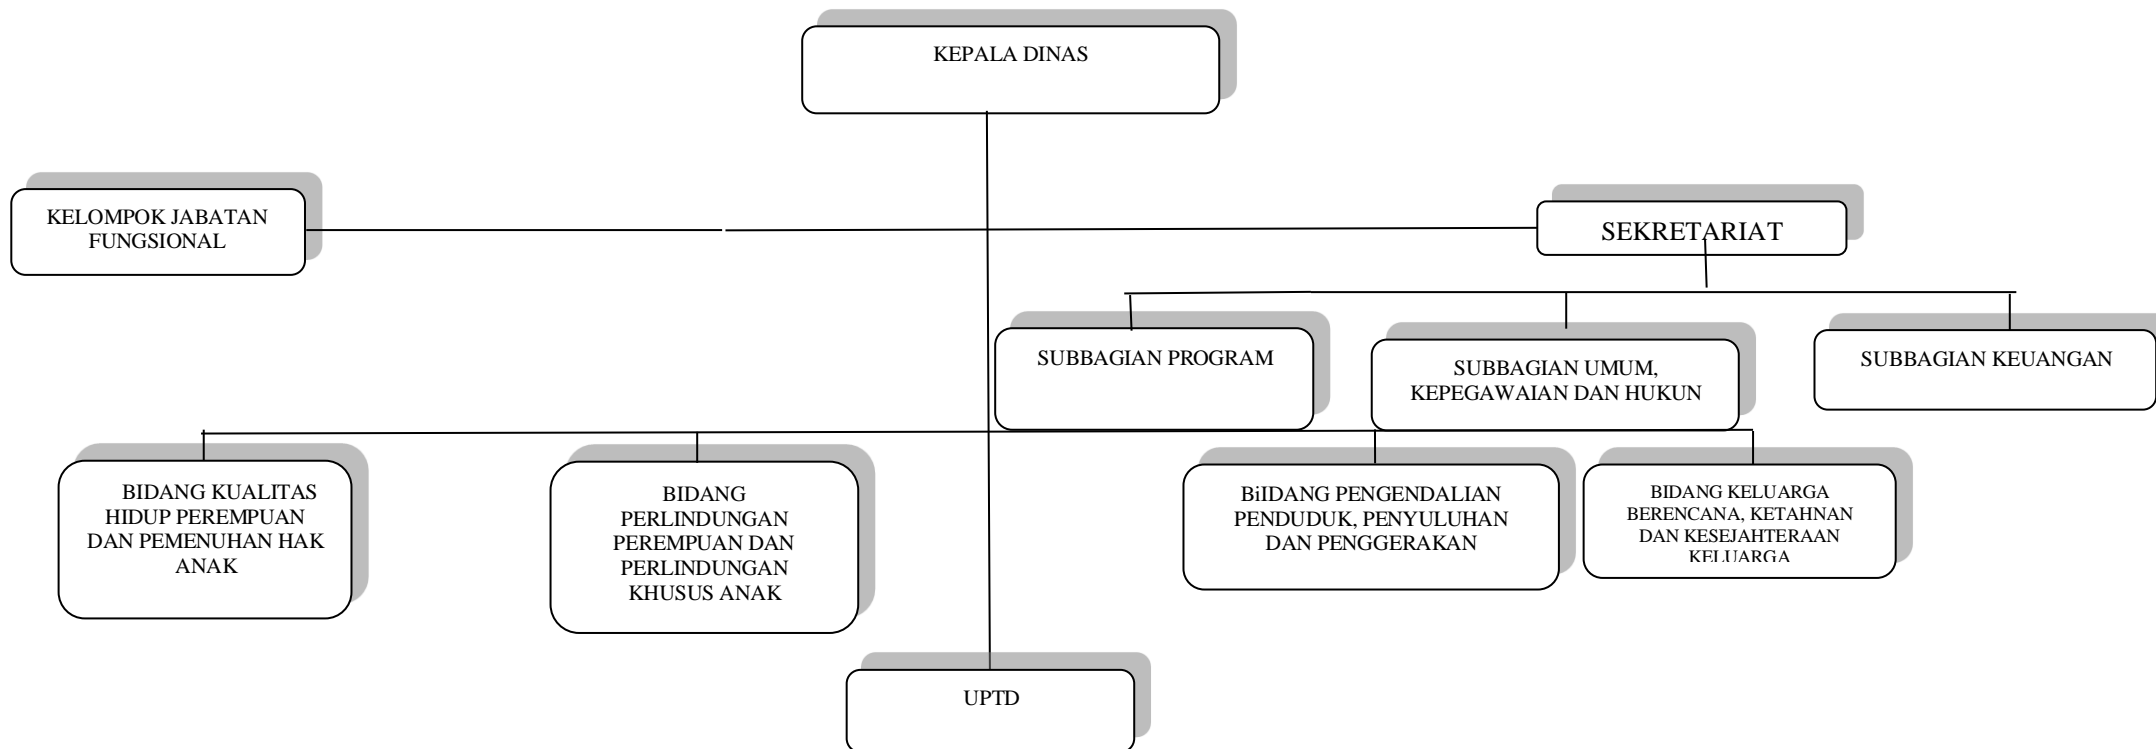 KEPALA DINAS
KELOMPOK JABATAN
FUNGSIONAL
SEKRETARIAT
SUBBAGIAN PROGRAM
SUBBAGIAN UMUM,
KEPEGAWAIAN DAN HUKUN
SUBBAGIAN KEUANGAN
BIDANG KUALITAS
HIDUP PEREMPUAN
DAN PEMENUHAN HAK
ANAK
BIDANG
PERLINDUNGAN
PEREMPUAN DAN
PERLINDUNGAN
KHUSUS ANAK
BiIDANG PENGENDALIAN
PENDUDUK, PENYULUHAN
DAN PENGGERAKAN
BIDANG KELUARGA
BERENCANA, KETAHNAN
DAN KESEJAHTERAAN
KELUARGA
UPTD